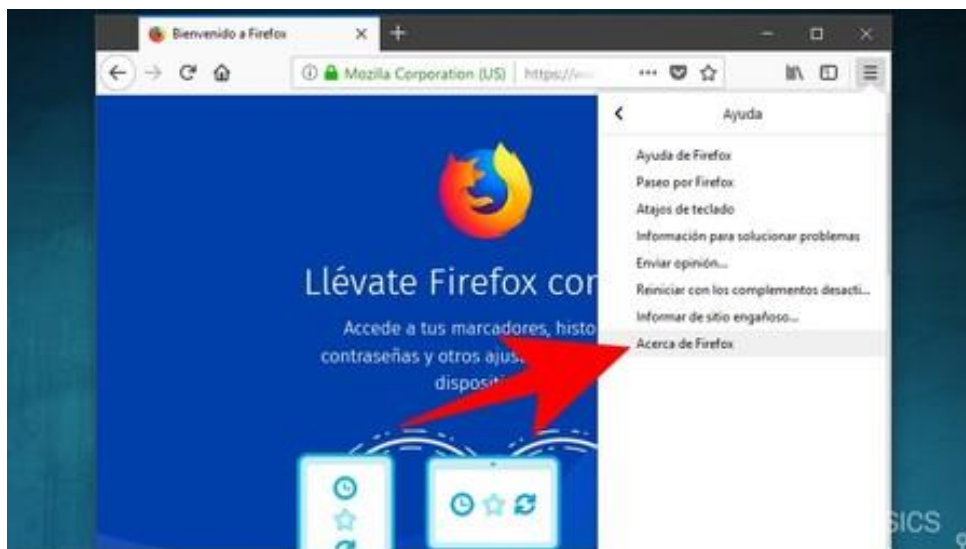 Bienvenido a Firefox
Mozilla Corporation (US) https://
Ayuda
Ayuda de Firefox
Paseo por Firefox
Atajos de teclado
Información para solucionar problemas
Enviar opinión...
Reiniciar con los complementos desacti...
Informar de sitio engañoso...
Acerca de Firefox
Llévate Firefox con
Accede a tus marcadores, histo
contraseñas y otros ajus
dispositi
SICS